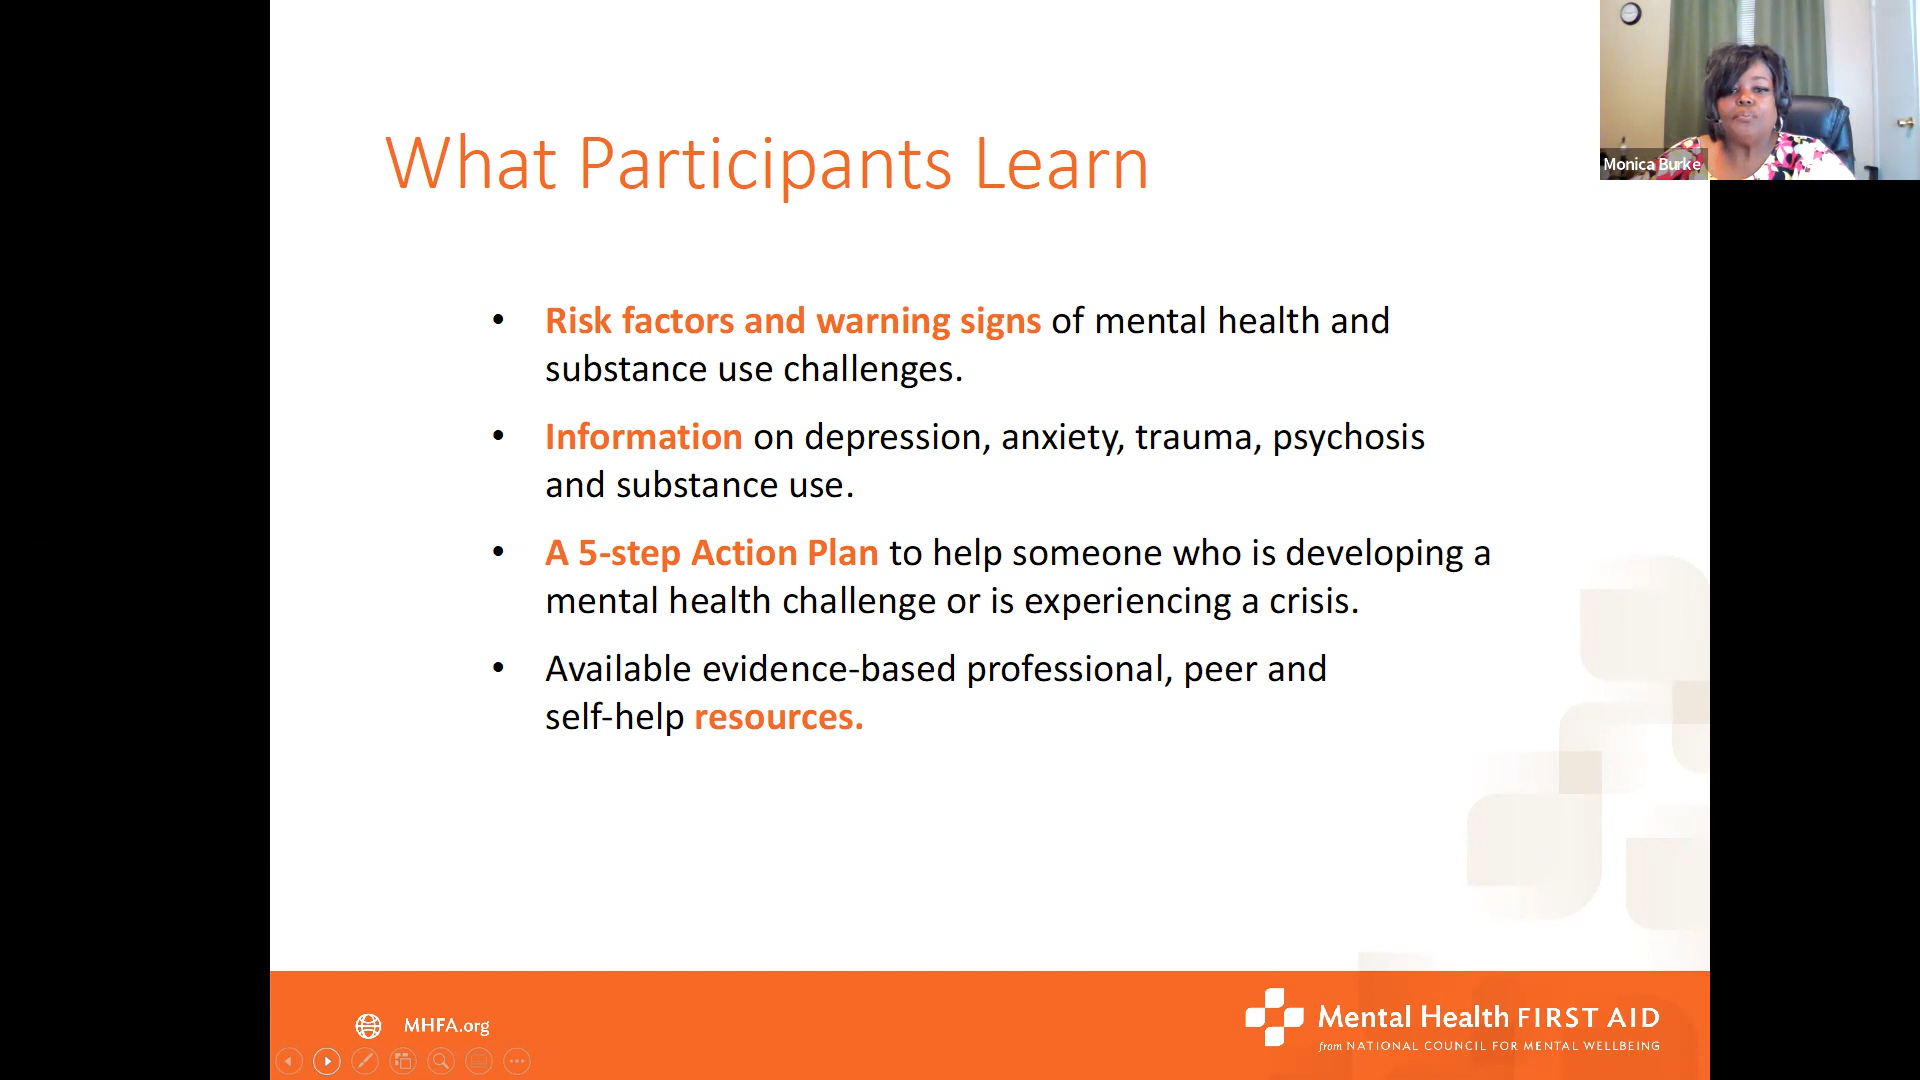 What Participants Learn
Monica Burke
• Risk factors and warning signs of mental health and
substance use challenges.
• Information on depression, anxiety, trauma, psychosis
and substance use.
• A 5-step Action Plan to help someone who is developing a
mental health challenge or is experiencing a crisis.
• Available evidence-based professional, peer and
self-help resources.
MHFA.org
Mental Health FIRST AID
from NATIONAL COUNCIL FOR MENTAL WELLBEING